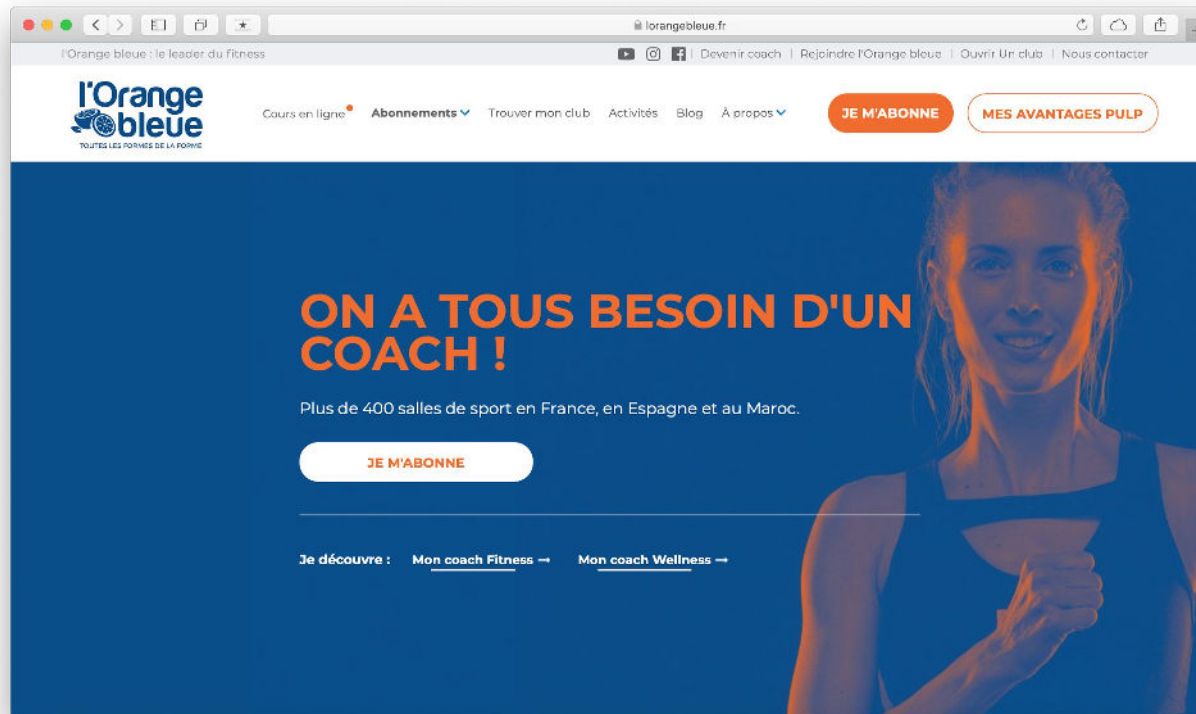 lorangebleue.fr
l'Orange bleue : le leader du fitness
Devenir coach | Rejoindre l'Orange bleue | Ouvrir Un club | Nous contacter
l'Orange
bleue
TOUTES LES FORMES DE LA FORME
Cours en ligne Abonnements Trouver mon club Activités Blog À propos JE M'ABONNE MES AVANTAGES PULP
ON A TOUS BESOIN D'UN
COACH !
Plus de 400 salles de sport en France, en Espagne et au Maroc.
JE M'ABONNE
Je découvre : Mon coach Fitness → Mon coach Wellness →